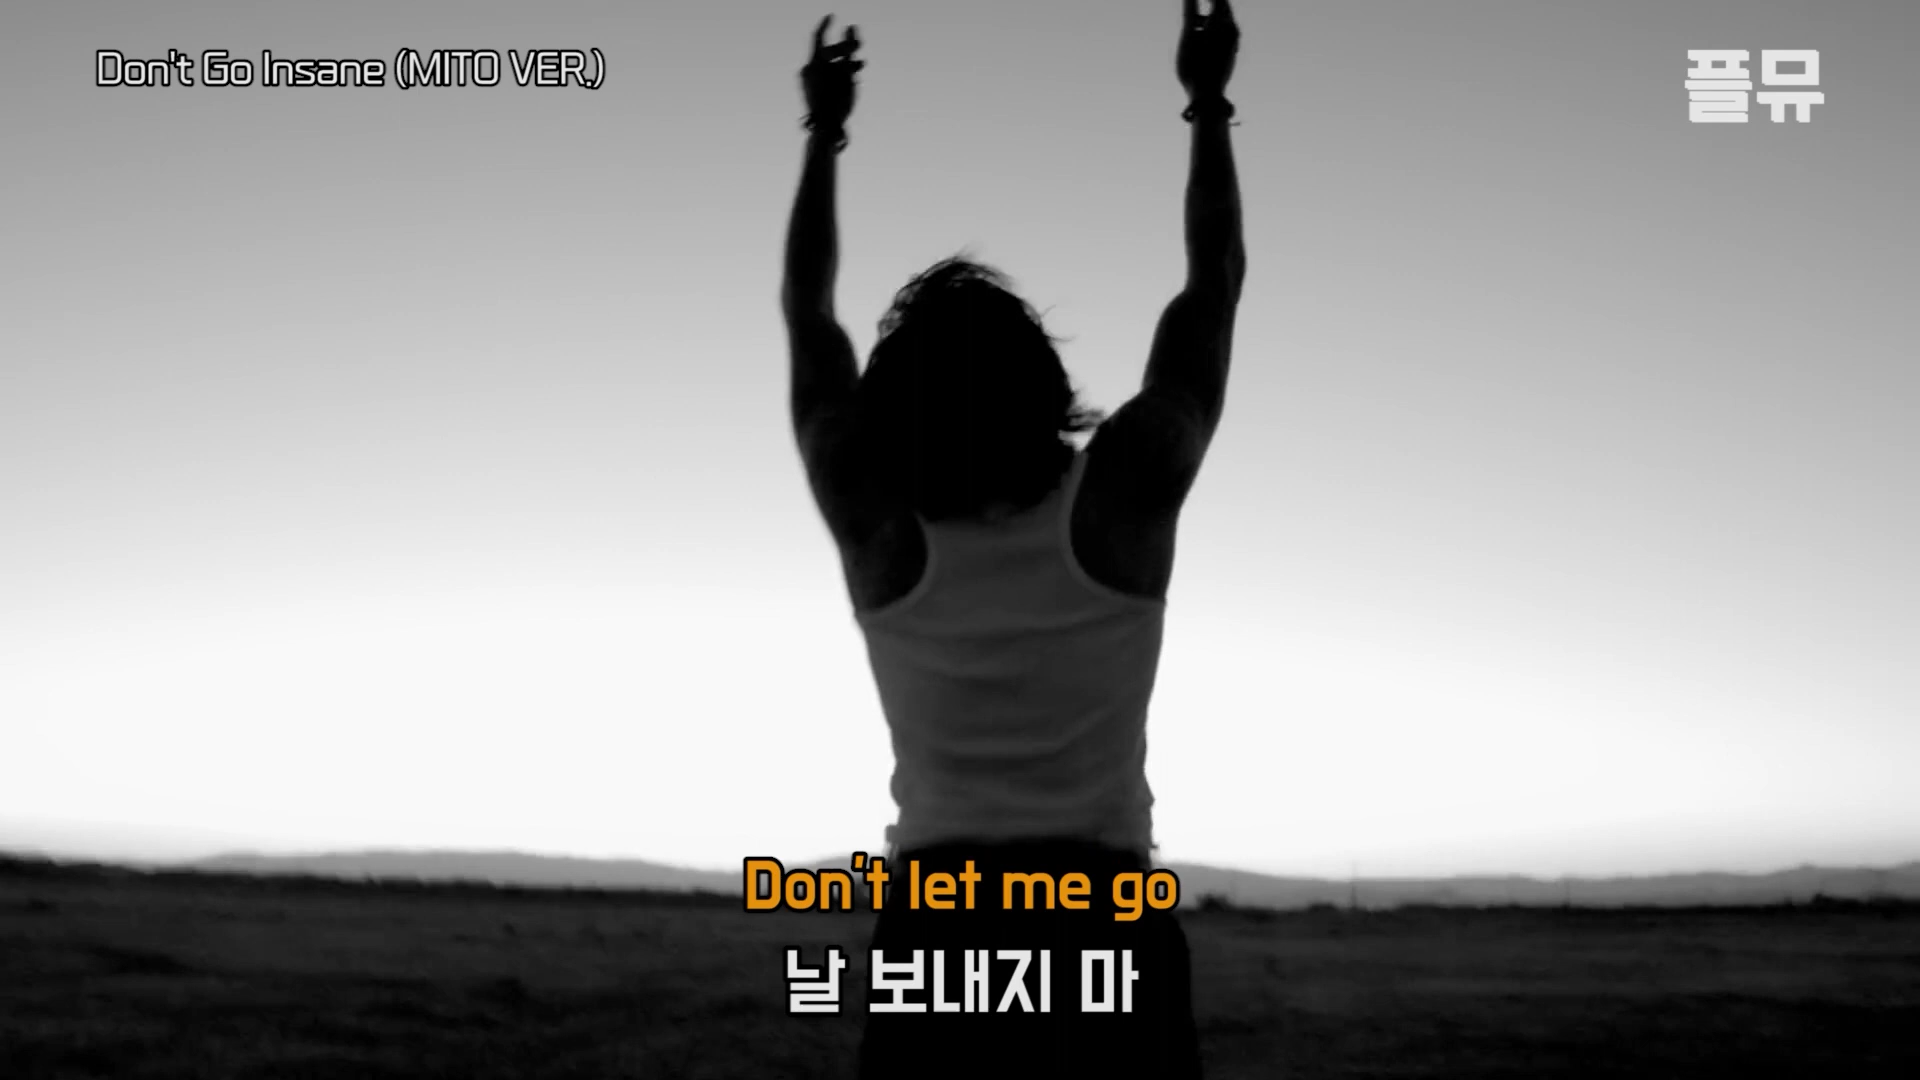 Don't Go Insane (MITO VER.)
플뮤
Don't let me go
날 보내지 마